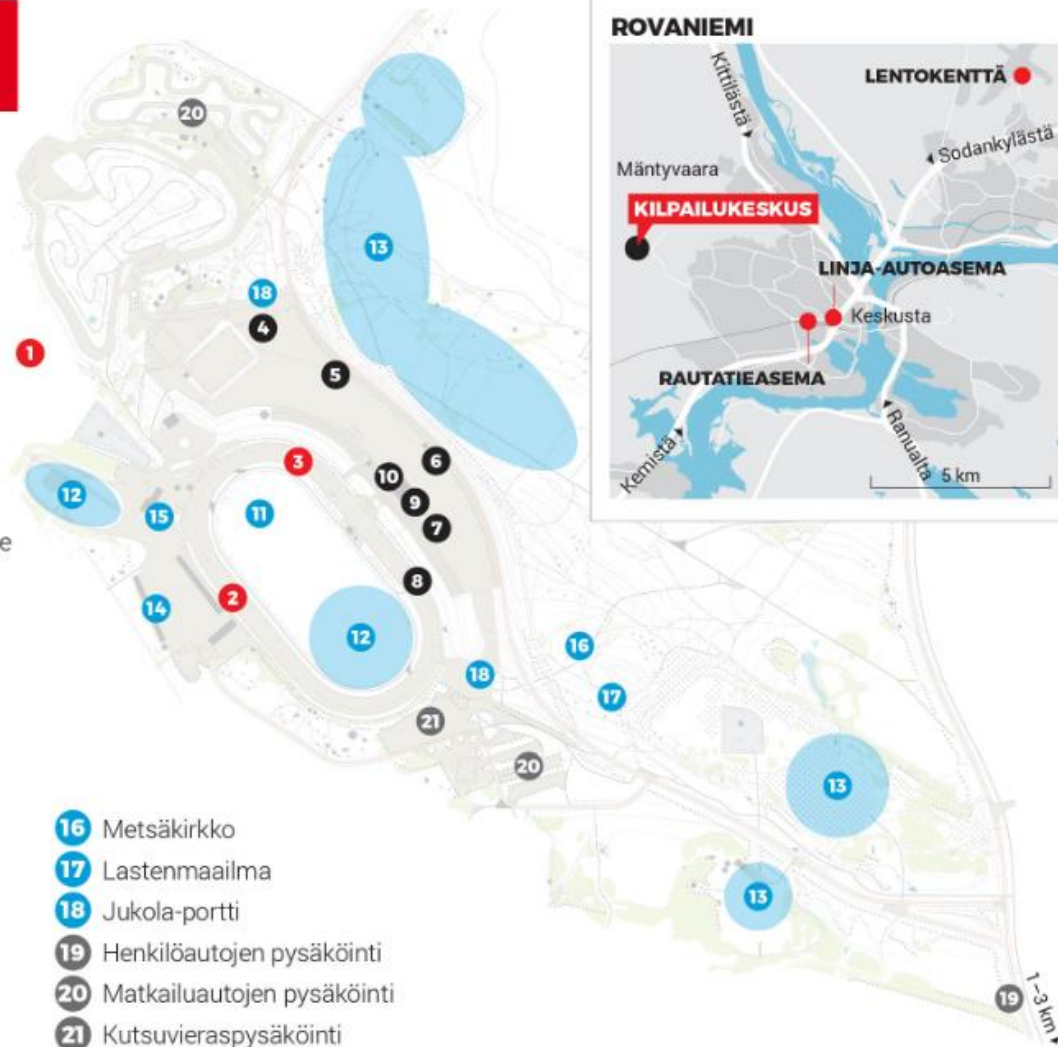 ROVANIEMI
LENTOKENTTÄ
Kittilästä
Sodankylästä
Mäntyvaara
KILPAILUKESKUS
LINJA-AUTOASEMA
Keskusta
RAUTATIEASEMA
Kemistä
Ranualta
5 km
20
13
18
4
1
5
3
6
10
9
12
15
11
7
8
2
14
12
16
18
17
21
20
13
13
19
1–3 km
e
16 Metsäkirkko
17 Lastenmaailma
18 Jukola-portti
19 Henkilöautojen pysäköinti
20 Matkailuautojen pysäköinti
21 Kutsuvieraspysäköinti